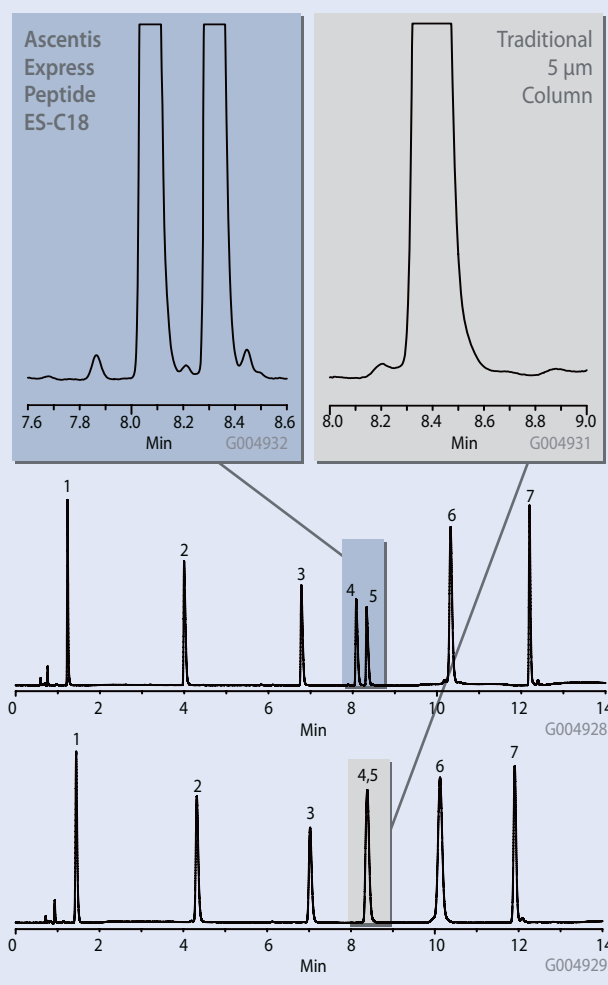 Ascentis
Express
Peptide
ES-C18
7.6 7.8 8.0 8.2 8.4 8.6
Min
G004932
Traditional
5 µm
Column
8.0 8.2 8.4 8.6 8.8 9.0
Min
G004931
1
2
3
4
5
6
7
0 2 4 6 8 10 12 14
Min
G004928
1
2
3
4,5
6
7
0 2 4 6 8 10 12 14
Min
G004929